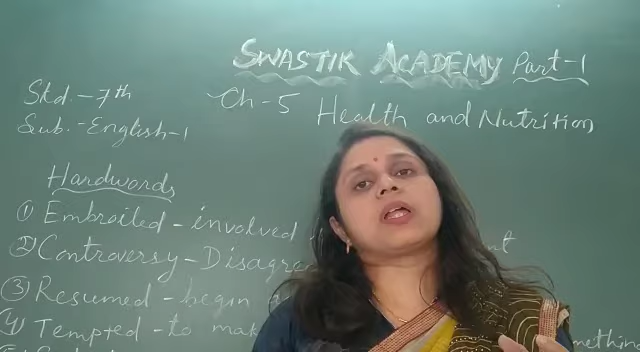 SWASTIK ACADEMY Part-1
Std.-7th
Ch-5 Health and Nutrition
Sub.-English-1
Hardwords
① Embroiled - involved
② Controversy - Disagree
③ Resumed - begin
④ Tempted - to mak